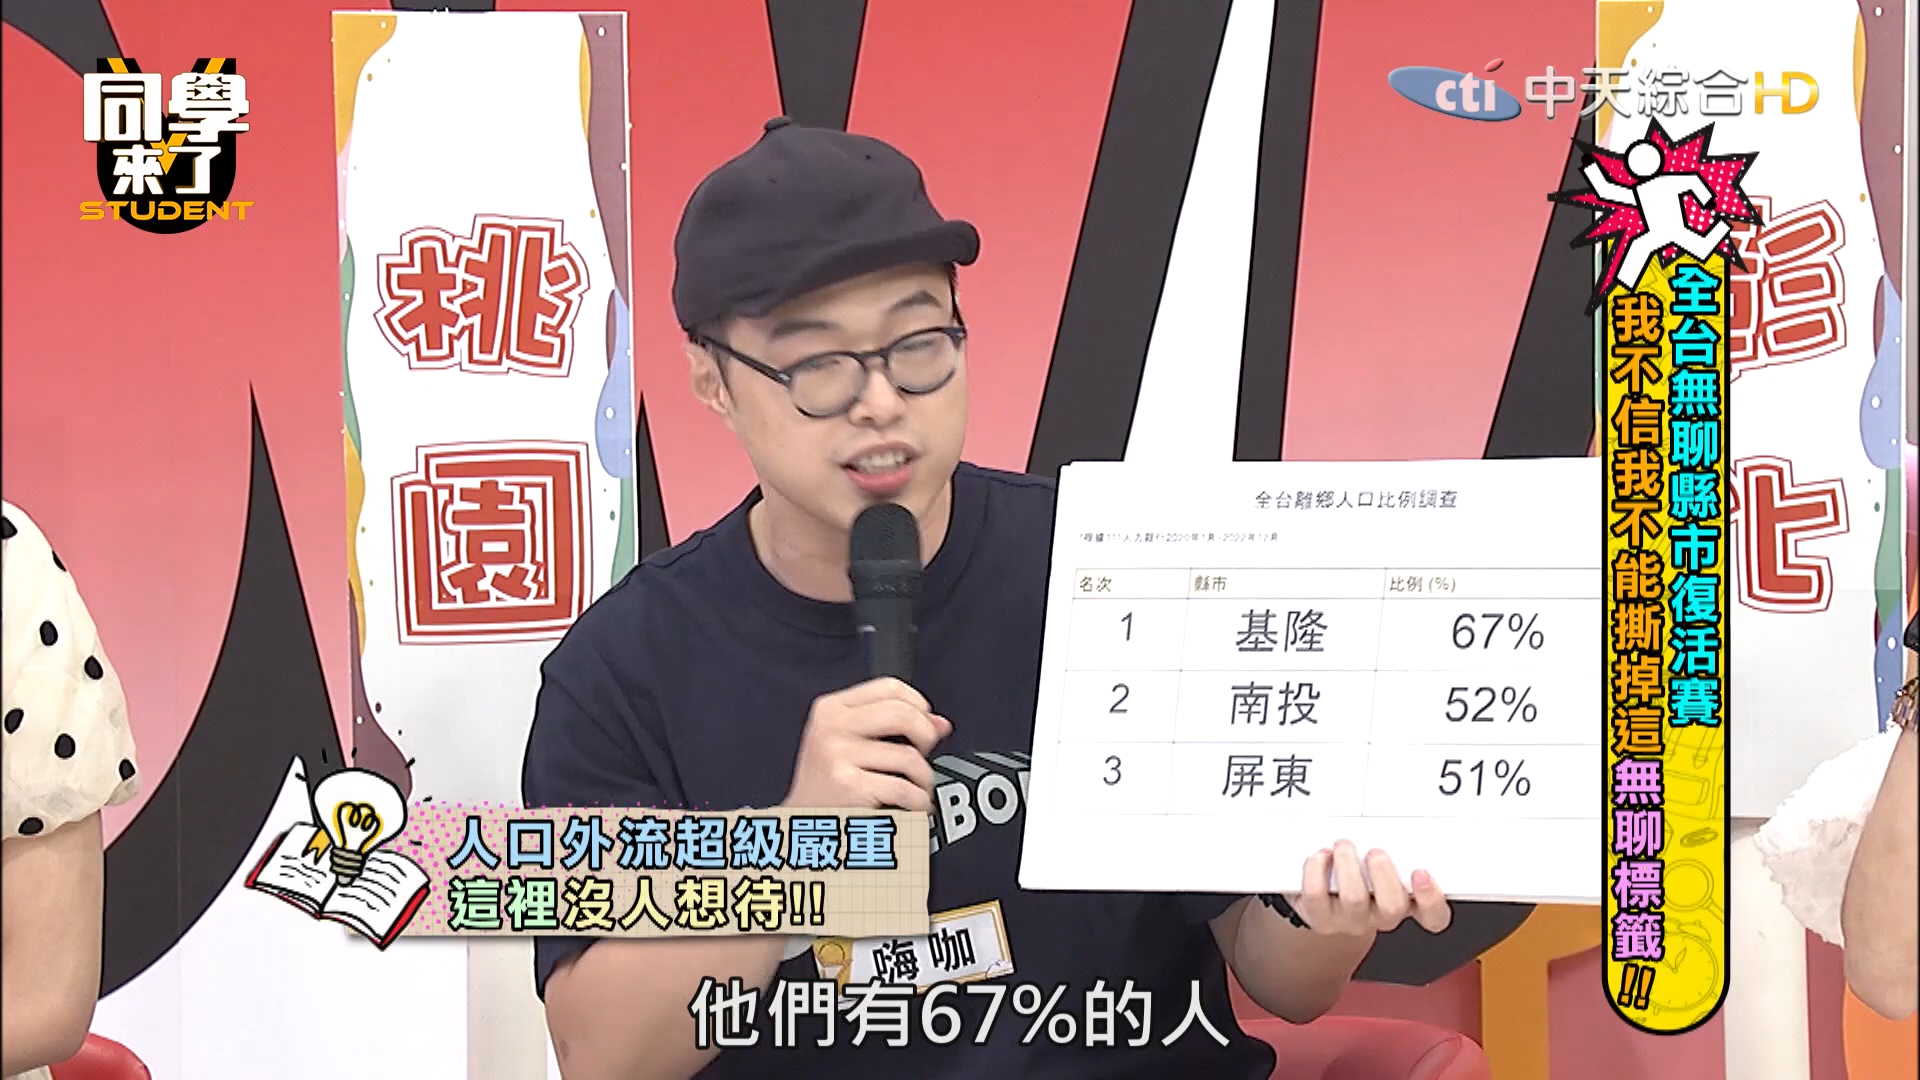 同學
來了
STUDENT
cti 中天綜合HD
桃園
全台無聊縣市復活賽
我不信我不能撕掉這無聊標籤!!
全台離鄉人口比例調查
名次 縣市 比例 (%)
1 基隆 67%
2 南投 52%
3 屏東 51%
人口外流超級嚴重
這裡沒人想待!!
嗨咖
他們有67%的人